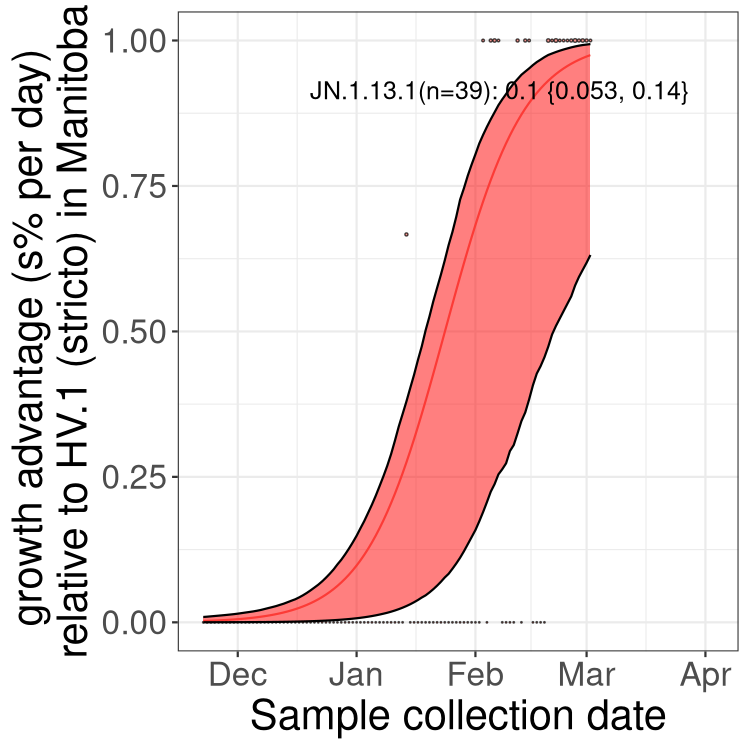 growth advantage (s% per day)
relative to HV.1 (stricto) in Manitoba
1.00
0.75
0.50
0.25
0.00
JN.1.13.1(n=39): 0.1 {0.053, 0.14}
Dec Jan Feb Mar Apr
Sample collection date